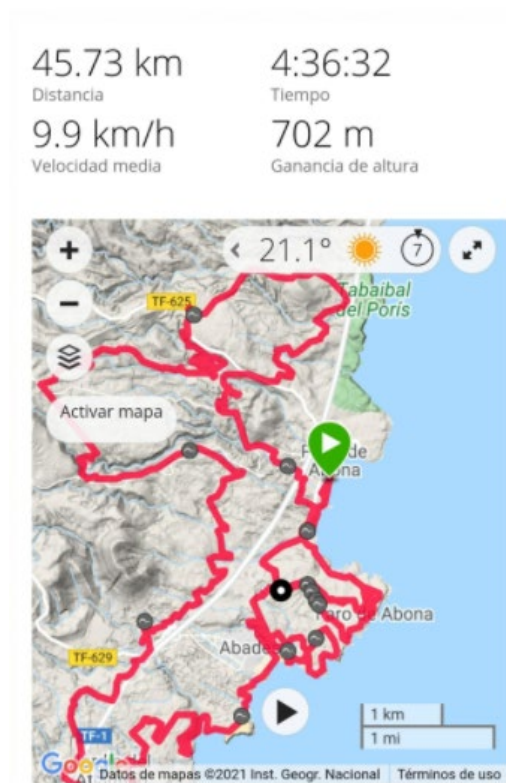 45.73 km
4:36:32
Distancia
Tiempo
9.9 km/h
702 m
Velocidad media
Ganancia de altura
21.1°
7
TF-625
Tabaibal
del Porís
Activar mapa
de
Abona
Faro de Abona
Abades
TF-629
TF-1
1 km
1 mi
Datos de mapas ©2021 Inst. Geogr. Nacional
Términos de uso